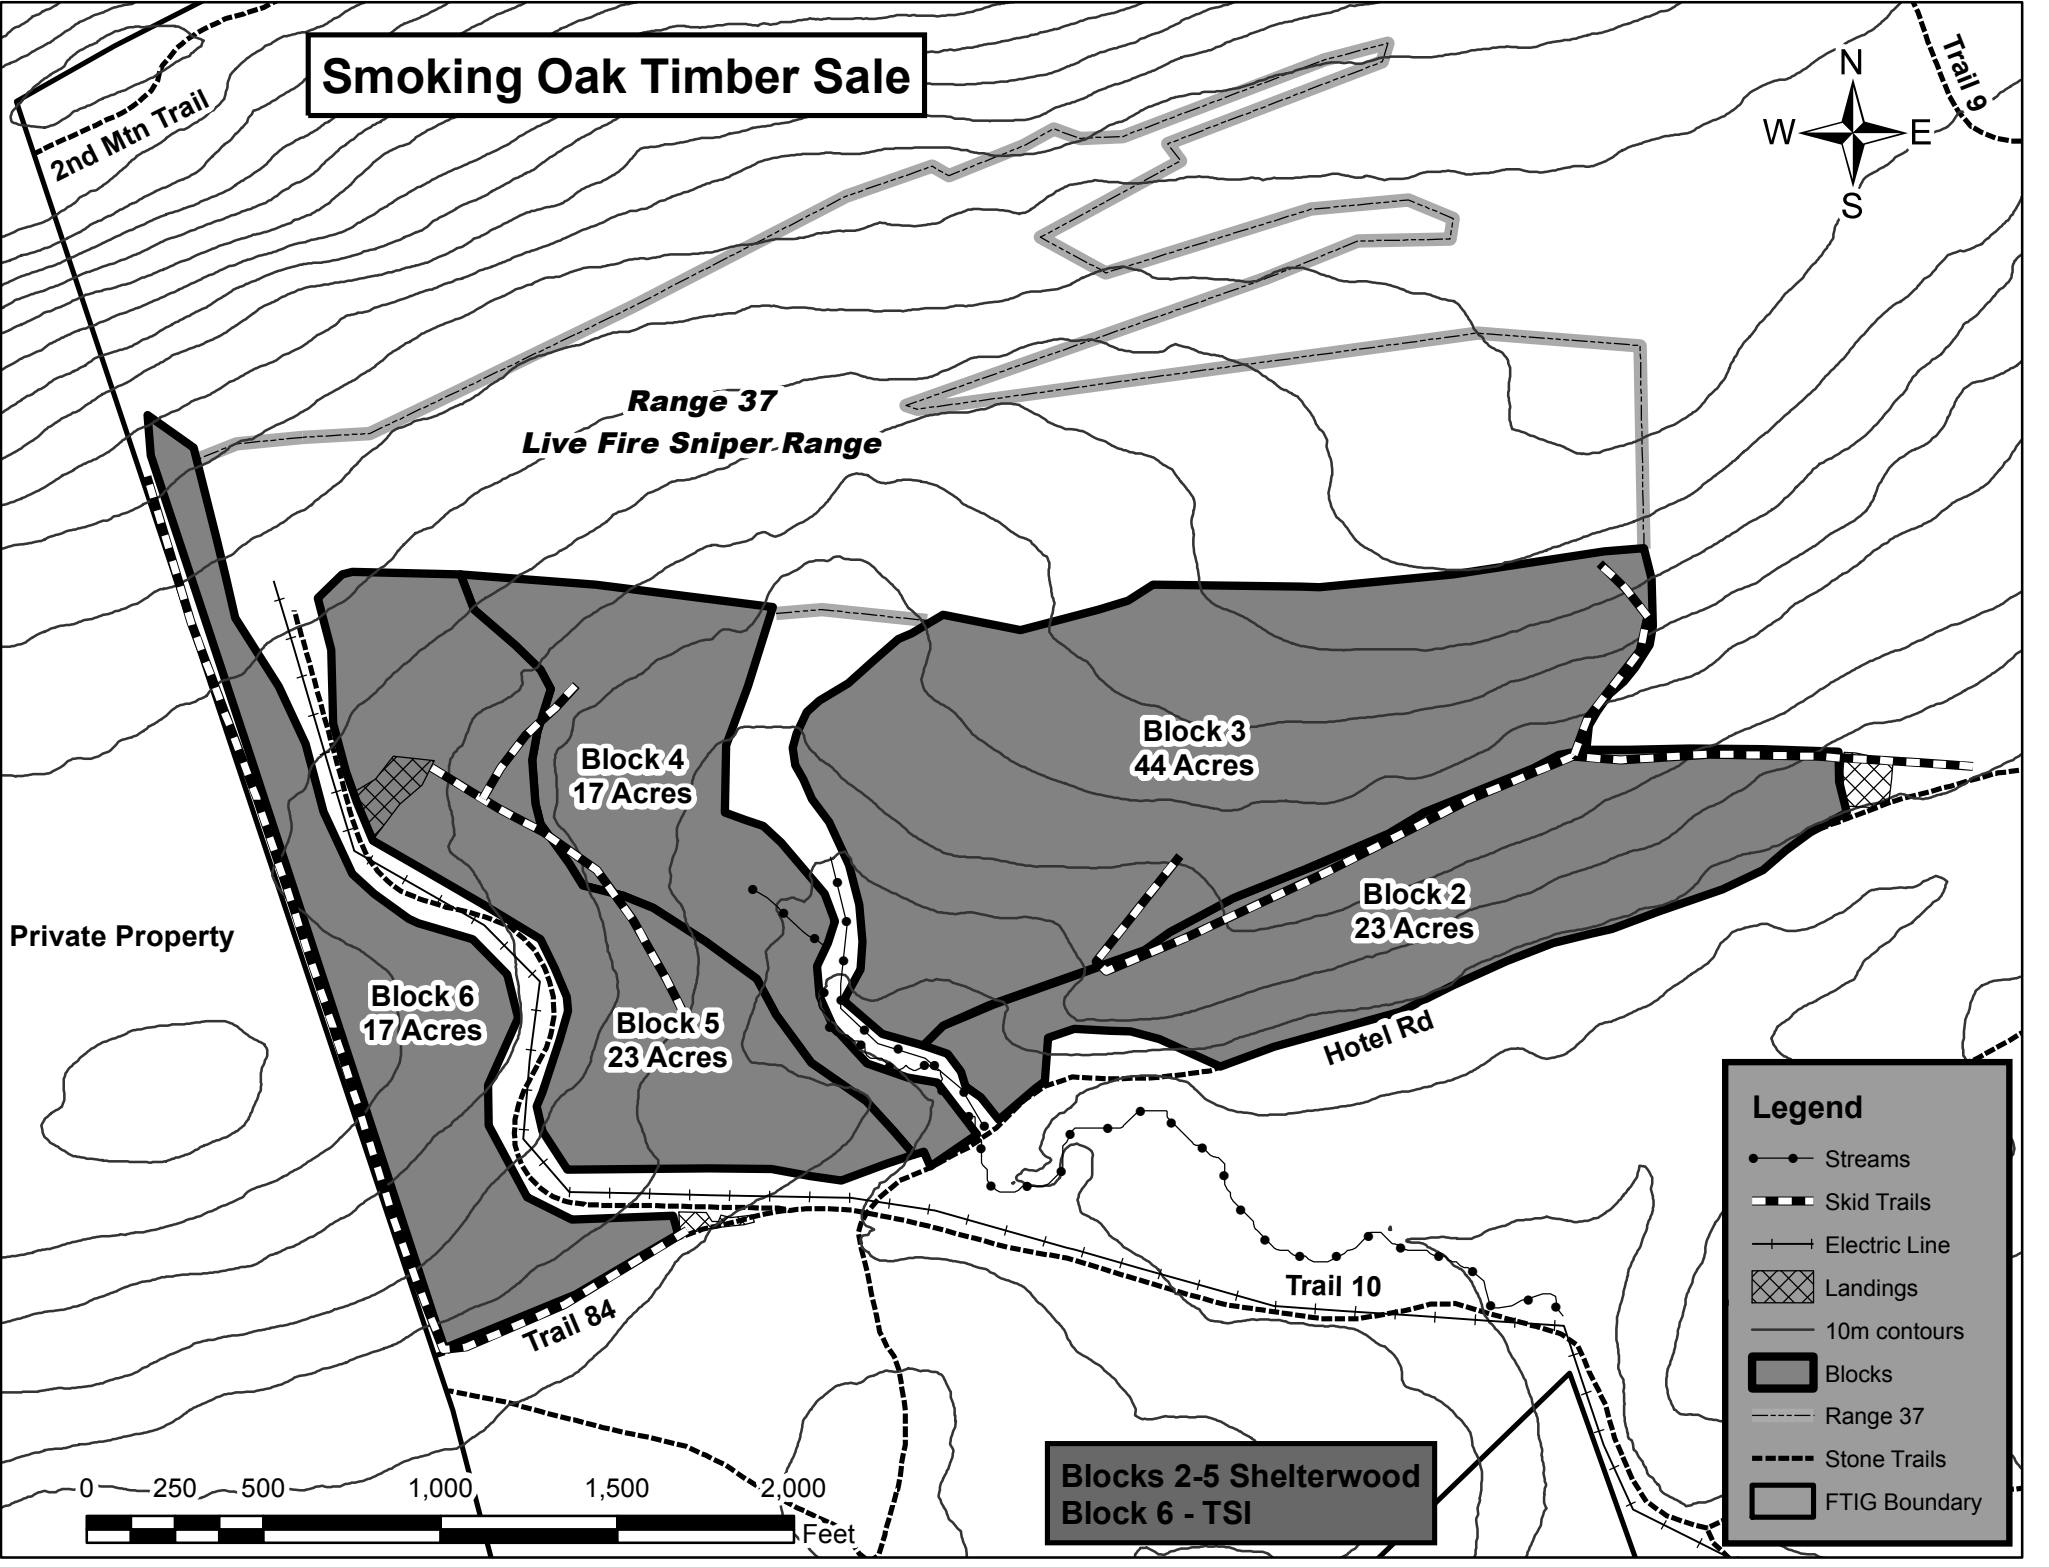 Smoking Oak Timber Sale
2nd Mtn Trail
Trail 9
N
W
E
S
Range 37
Live Fire Sniper Range
Block 3
44 Acres
Block 4
17 Acres
Block 2
23 Acres
Private Property
Block 6
17 Acres
Block 5
23 Acres
Hotel Rd
Trail 10
Trail 84
Legend
Streams
Skid Trails
Electric Line
Landings
10m contours
Blocks
Range 37
Stone Trails
FTIG Boundary
Blocks 2-5 Shelterwood
Block 6 - TSI
0 250 500 1,000 1,500 2,000
Feet